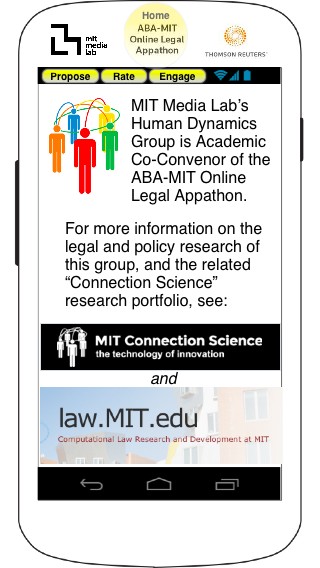 mit
media
lab
Home
ABA-MIT
Online Legal
Appathon
THOMSON REUTERS
Propose Rate Engage
MIT Media Lab's
Human Dynamics
Group is Academic
Co-Convenor of the
ABA-MIT Online
Legal Appathon.
For more information on the
legal and policy research of
this group, and the related
“Connection Science”
research portfolio, see:
MIT Connection Science
the technology of innovation
and
law.MIT.edu
Computational Law Research and Development at MIT